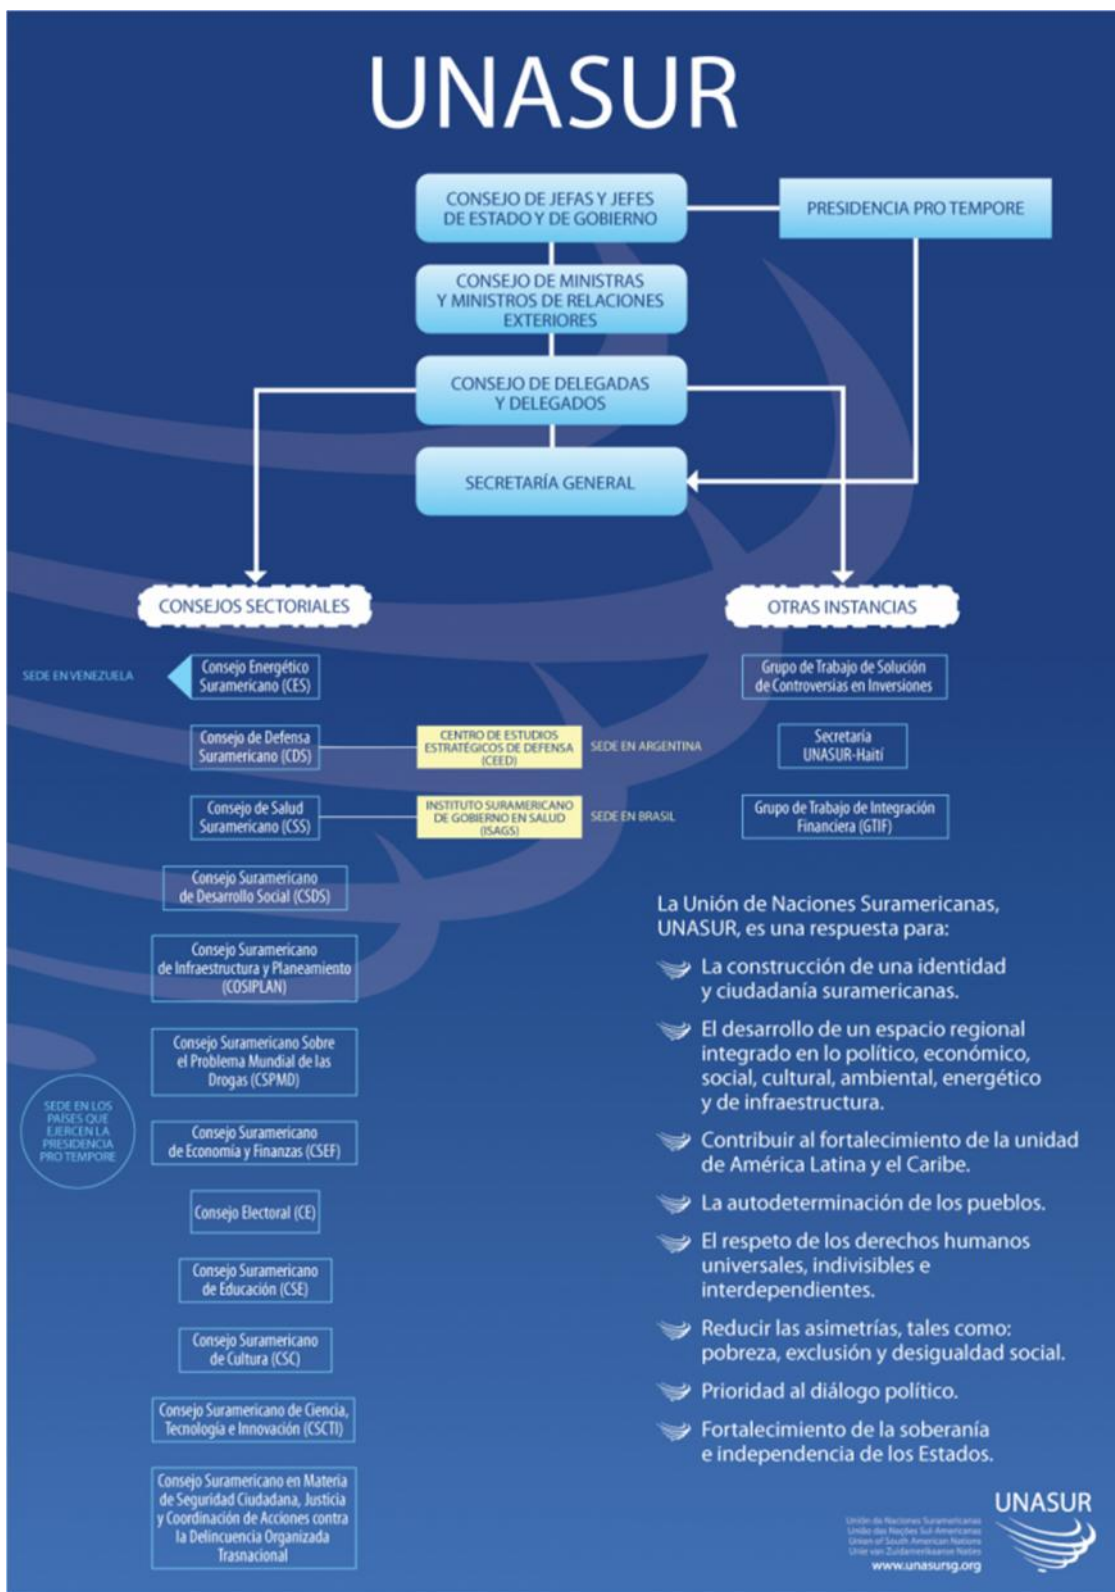 UNASUR
CONSEJO DE JEFAS Y JEFES
DE ESTADO Y DE GOBIERNO
PRESIDENCIA PRO TEMPORE
CONSEJO DE MINISTRAS
Y MINISTROS DE RELACIONES
EXTERIORES
CONSEJO DE DELEGADAS
Y DELEGADOS
SECRETARÍA GENERAL
CONSEJOS SECTORIALES
SEDE EN VENEZUELA
Consejo Energético
Suramericano (CES)
Consejo de Defensa
Suramericano (CDS)
CENTRO DE ESTUDIOS
ESTRATÉGICOS DE DEFENSA
(CEED)
SEDE EN ARGENTINA
Consejo de Salud
Suramericano (CSS)
INSTITUTO SURAMERICANO
DE GOBIERNO EN SALUD
(ISAGS)
SEDE EN BRASIL
Consejo Suramericano
de Desarrollo Social (CSDS)
Consejo Suramericano
de Infraestructura y Planeamiento
(COSIPLAN)
Consejo Suramericano Sobre
el Problema Mundial de las
Drogas (CSPMD)
SEDE EN LOS
PAÍSES QUE
EJERCEN LA
PRESIDENCIA
PRO TEMPORE
Consejo Suramericano
de Economía y Finanzas (CSEF)
Consejo Electoral (CE)
Consejo Suramericano
de Educación (CSE)
Consejo Suramericano
de Cultura (CSC)
Consejo Suramericano de Ciencia,
Tecnología e Innovación (CSCTI)
Consejo Suramericano en Materia
de Seguridad Ciudadana, Justicia
y Coordinación de Acciones contra
la Delincuencia Organizada
Trasnacional
OTRAS INSTANCIAS
Grupo de Trabajo de Solución
de Controversias en Inversiones
Secretaría
UNASUR-Haití
Grupo de Trabajo de Integración
Financiera (GTIF)
La Unión de Naciones Suramericanas,
UNASUR, es una respuesta para:
La construcción de una identidad
y ciudadanía suramericanas.
El desarrollo de un espacio regional
integrado en lo político, económico,
social, cultural, ambiental, energético
y de infraestructura.
Contribuir al fortalecimiento de la unidad
de América Latina y el Caribe.
La autodeterminación de los pueblos.
El respeto de los derechos humanos
universales, indivisibles e
interdependientes.
Reducir las asimetrías, tales como:
pobreza, exclusión y desigualdad social.
Prioridad al diálogo político.
Fortalecimiento de la soberanía
e independencia de los Estados.
UNASUR
Unión de Naciones Suramericanas
União das Nações Sul-Americanas
Union of South American Nations
Unie van Zuidamerikaanse Naties
www.unasursg.org